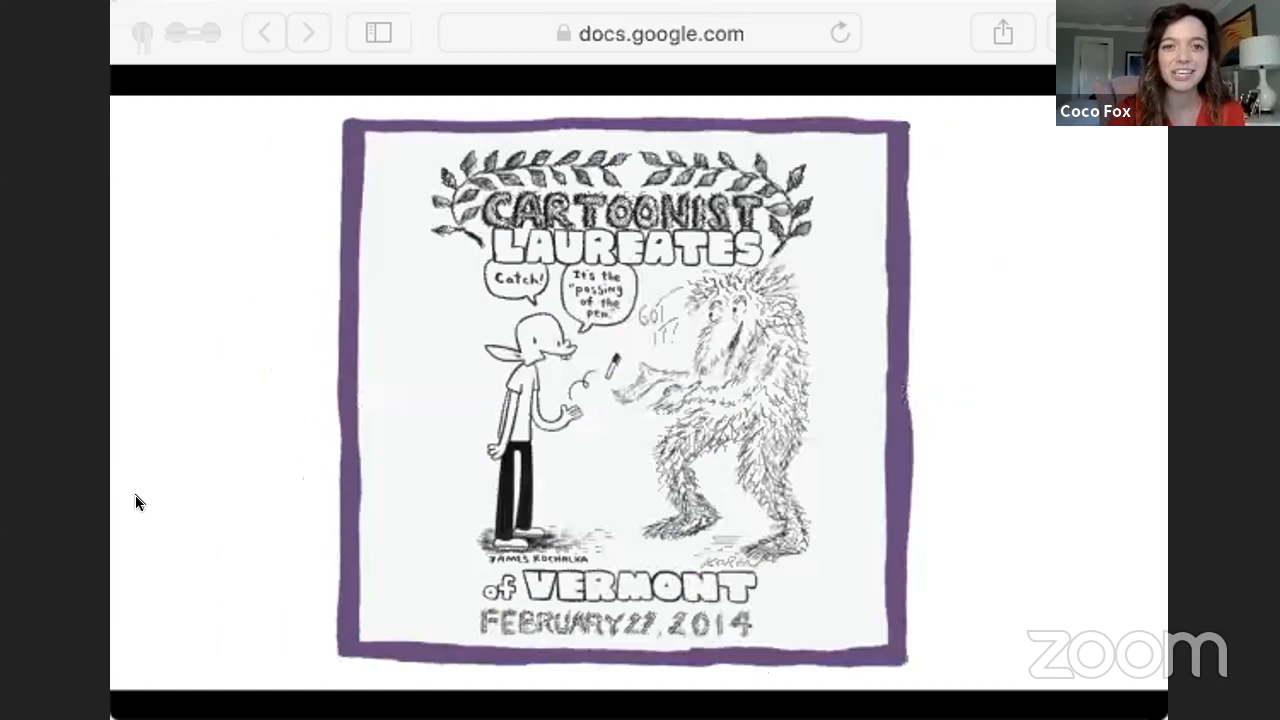 docs.google.com
Coco Fox
CARTOONIST
LAUREATES
Catch!
It's the
"passing
of the
pen."
GOT
IT!
JAMES KOCHALKA
KOREN
of VERMONT
FEBRUARY 27, 2014
zoom